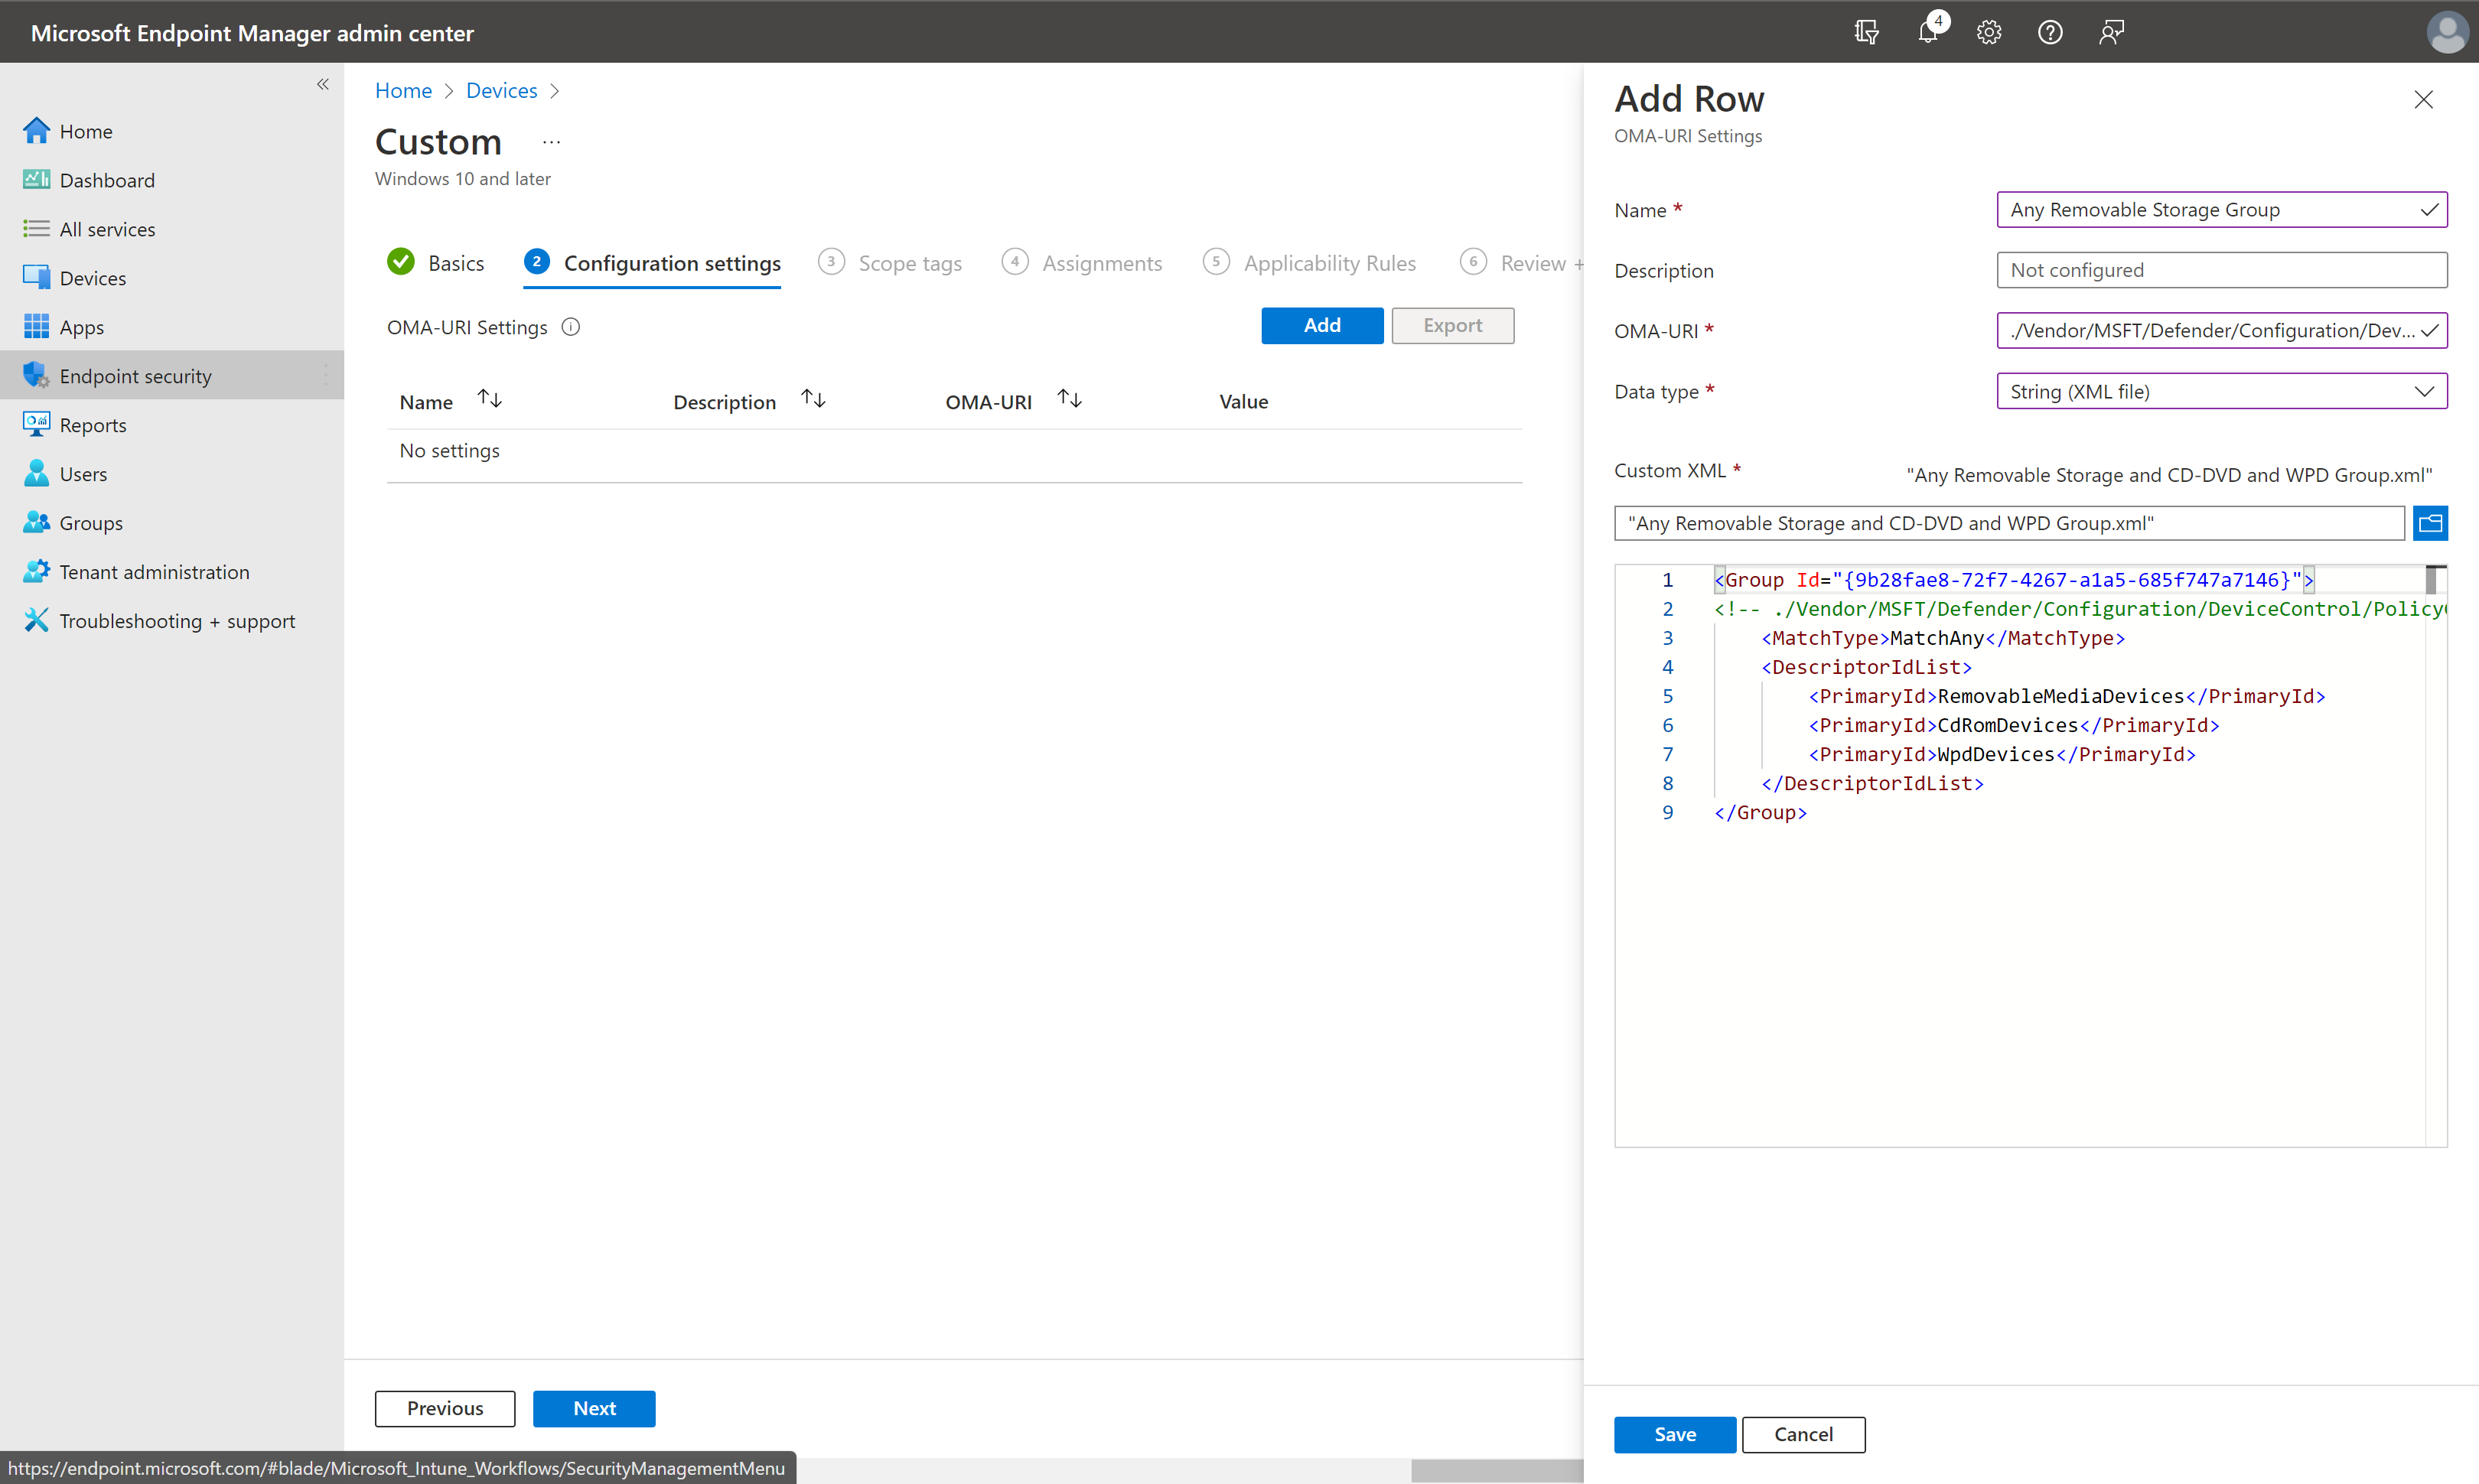 Microsoft Endpoint Manager admin center
4
Home
Dashboard
All services
Devices
Apps
Endpoint security
Reports
Users
Groups
Tenant administration
Troubleshooting + support
Home > Devices >
Custom ...
Windows 10 and later
Basics
2 Configuration settings
3 Scope tags
4 Assignments
5 Applicability Rules
6 Review +
OMA-URI Settings
Add
Export
Name
Description
OMA-URI
Value
No settings
Previous
Next
https://endpoint.microsoft.com/#blade/Microsoft_Intune_Workflows/SecurityManagementMenu
Add Row
OMA-URI Settings
Name *
Any Removable Storage Group
Description
Not configured
OMA-URI *
./Vendor/MSFT/Defender/Configuration/Dev...
Data type *
String (XML file)
Custom XML *
"Any Removable Storage and CD-DVD and WPD Group.xml"
"Any Removable Storage and CD-DVD and WPD Group.xml"
1 <Group Id="{9b28fae8-72f7-4267-a1a5-685f747a7146}">
2 <!-- ./Vendor/MSFT/Defender/Configuration/DeviceControl/Policy
3 <MatchType>MatchAny</MatchType>
4 <DescriptorIdList>
5 <PrimaryId>RemovableMediaDevices</PrimaryId>
6 <PrimaryId>CdRomDevices</PrimaryId>
7 <PrimaryId>WpdDevices</PrimaryId>
8 </DescriptorIdList>
9 </Group>
Save
Cancel